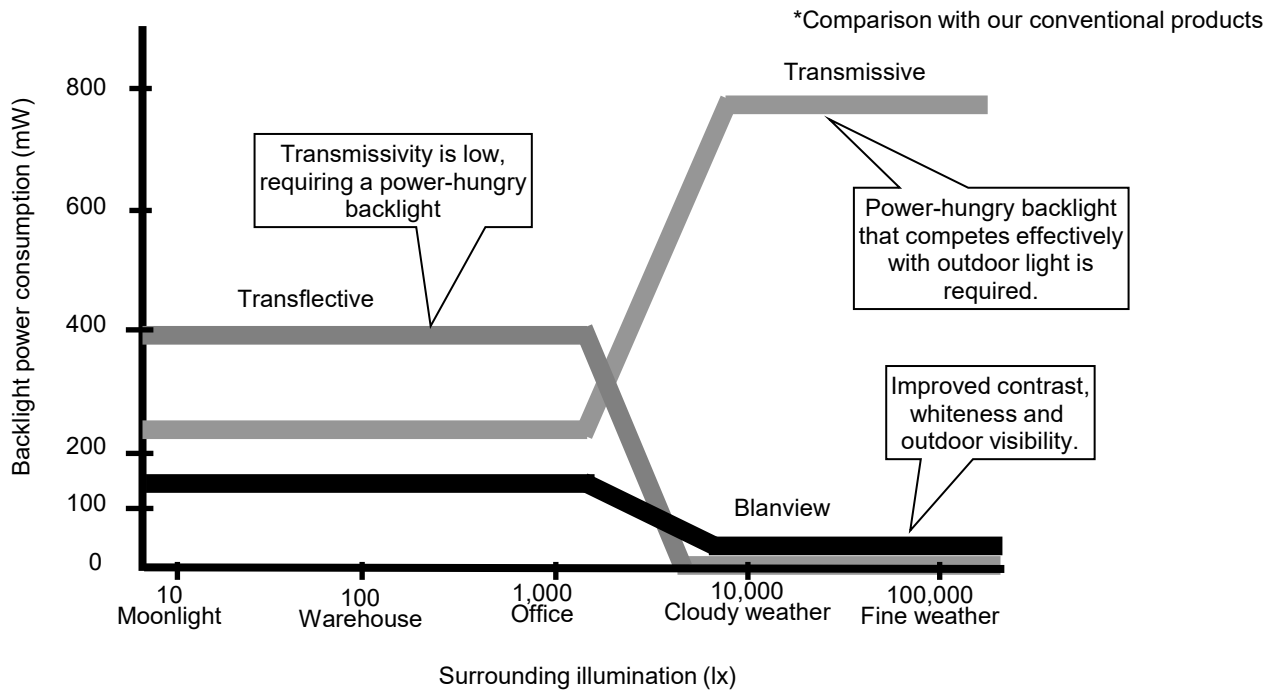 *Comparison with our conventional products
Transmissive
800
Transmissivity is low,
requiring a power-hungry
backlight
Power-hungry backlight
that competes effectively
with outdoor light is
required.
600
Transflective
400
Backlight power consumption (mW)
Improved contrast,
whiteness and
outdoor visibility.
200
Blanview
100
0
10
Moonlight
100
Warehouse
1,000
Office
10,000
Cloudy weather
100,000
Fine weather
Surrounding illumination (lx)